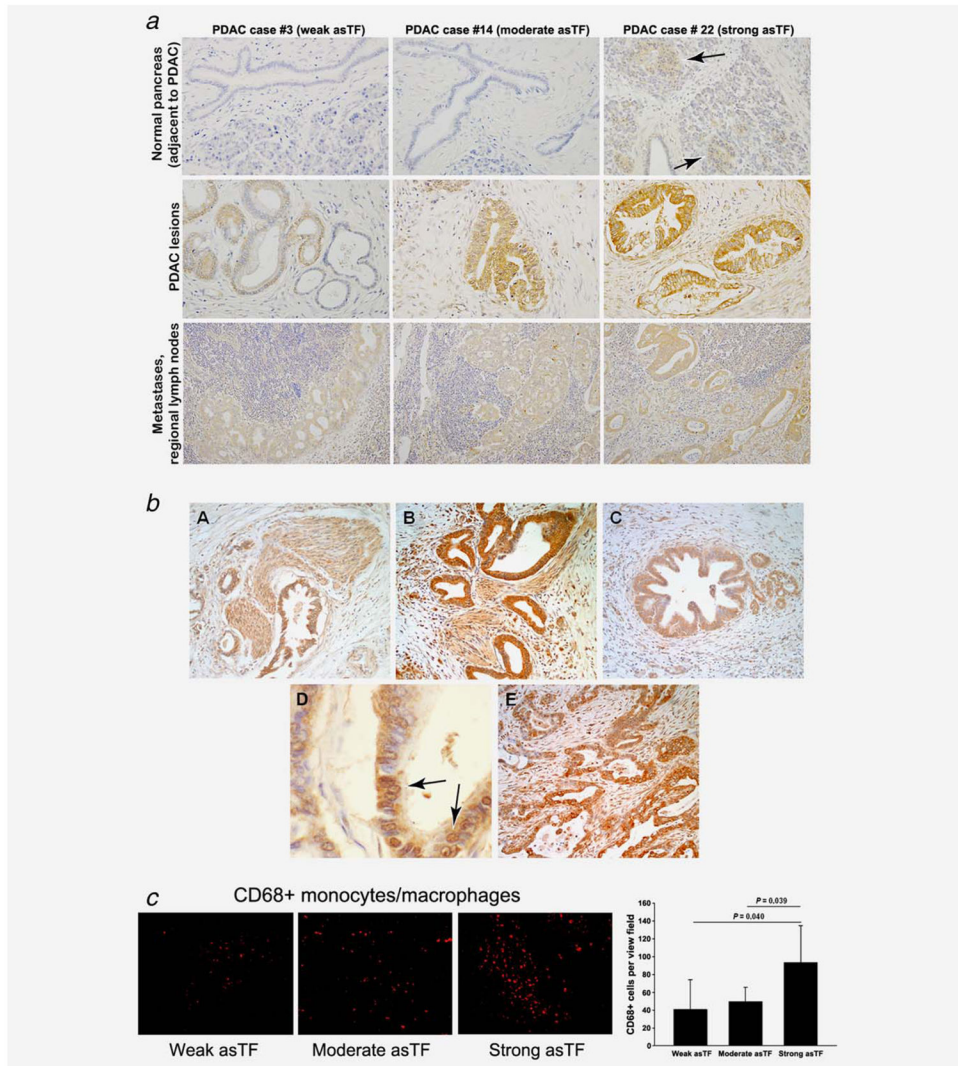 a
PDAC case #3 (weak asTF)
PDAC case #14 (moderate asTF)
PDAC case # 22 (strong asTF)
Normal pancreas
(adjacent to PDAC)
PDAC lesions
Metastases,
regional lymph nodes
b
A
B
C
D
E
c
CD68+ monocytes/macrophages
Weak asTF
Moderate asTF
Strong asTF
P = 0.039
P = 0.040
CD68+ cells per view field
160
140
120
100
80
60
40
20
0
Weak asTF
Moderate asTF
Strong asTF